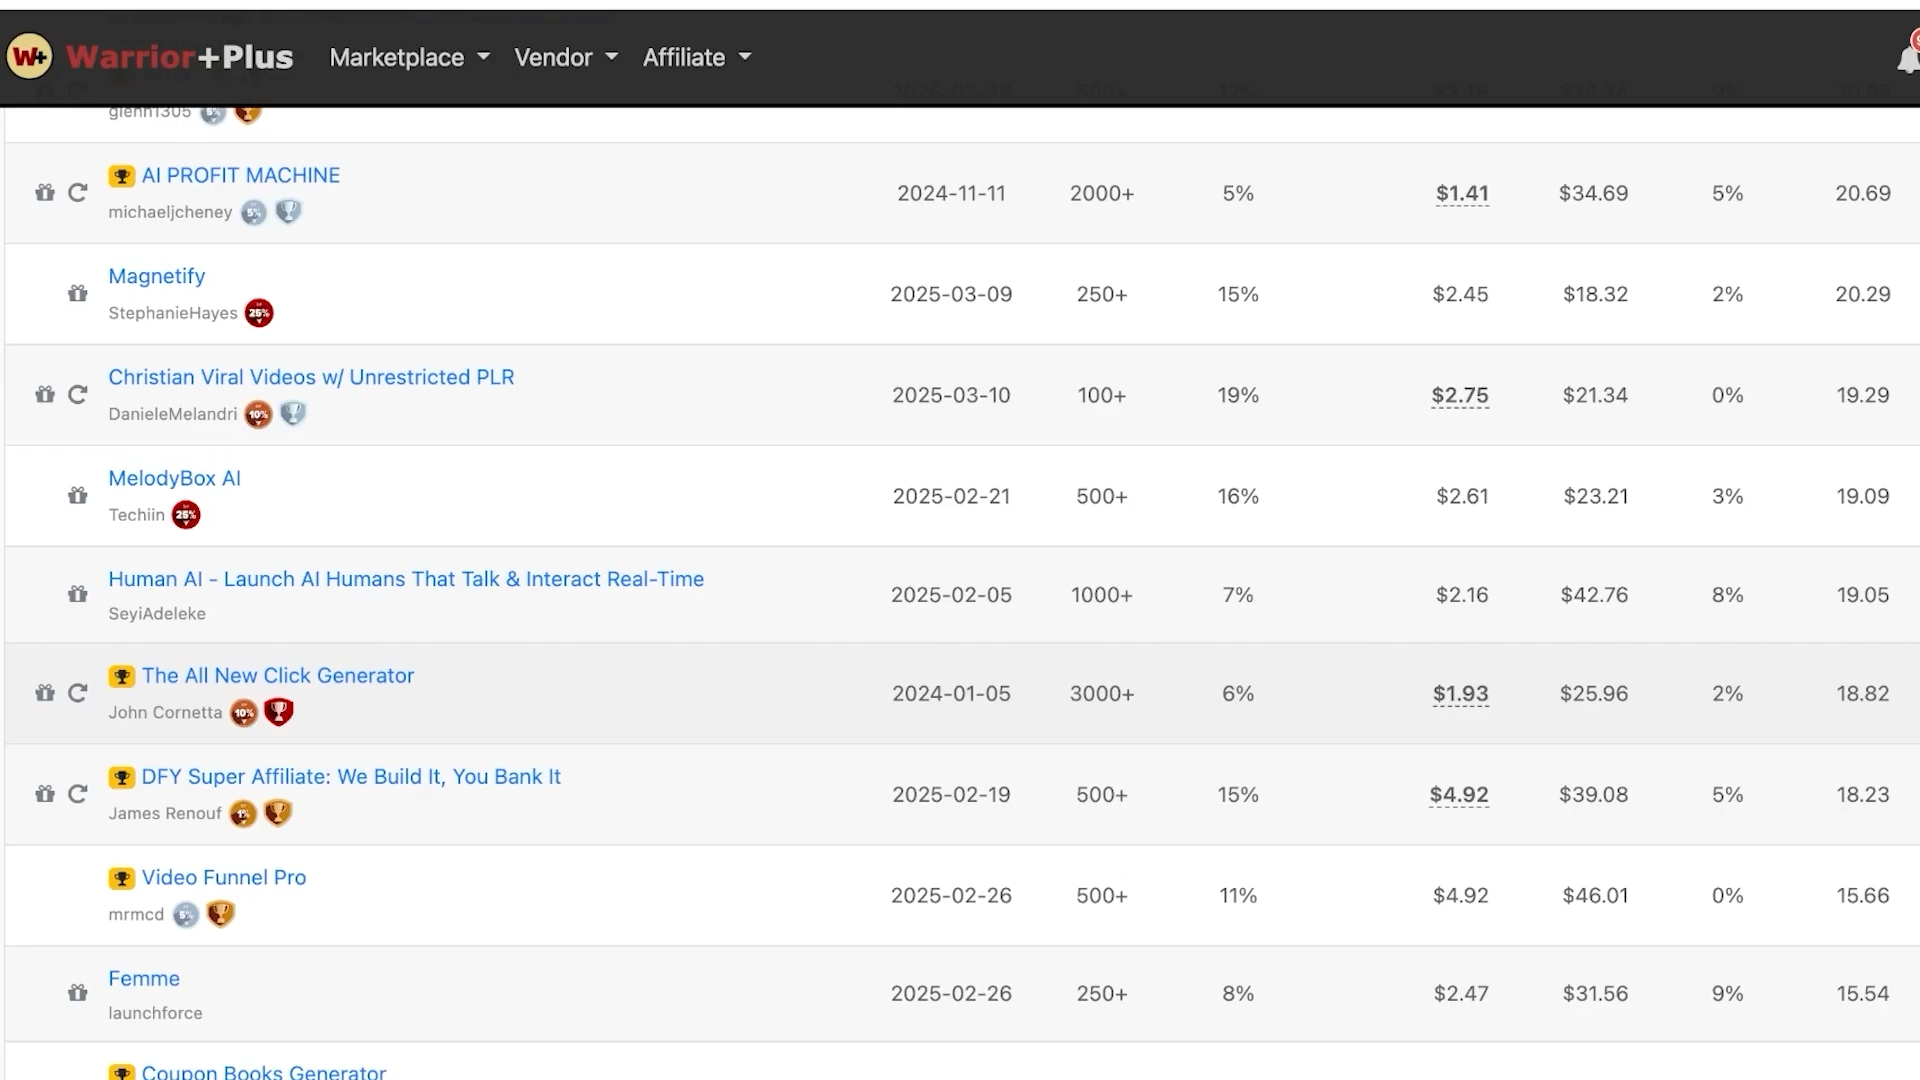 W+ Warrior+Plus Marketplace Vendor Affiliate
glenn1305 5%
AI PROFIT MACHINE
2024-11-11 2000+ 5% $1.41 $34.69 5% 20.69
michaeljcheney 5%
Magnetify
2025-03-09 250+ 15% $2.45 $18.32 2% 20.29
StephanieHayes 25%
Christian Viral Videos w/ Unrestricted PLR
2025-03-10 100+ 19% $2.75 $21.34 0% 19.29
DanieleMelandri 10%
MelodyBox AI
2025-02-21 500+ 16% $2.61 $23.21 3% 19.09
Techiin 25%
Human AI - Launch AI Humans That Talk & Interact Real-Time
2025-02-05 1000+ 7% $2.16 $42.76 8% 19.05
SeyiAdeleke
The All New Click Generator
2024-01-05 3000+ 6% $1.93 $25.96 2% 18.82
John Cornetta 10%
DFY Super Affiliate: We Build It, You Bank It
2025-02-19 500+ 15% $4.92 $39.08 5% 18.23
James Renouf 1%
Video Funnel Pro
2025-02-26 500+ 11% $4.92 $46.01 0% 15.66
mrmcd 5%
Femme
2025-02-26 250+ 8% $2.47 $31.56 9% 15.54
launchforce
Coupon Books Generator